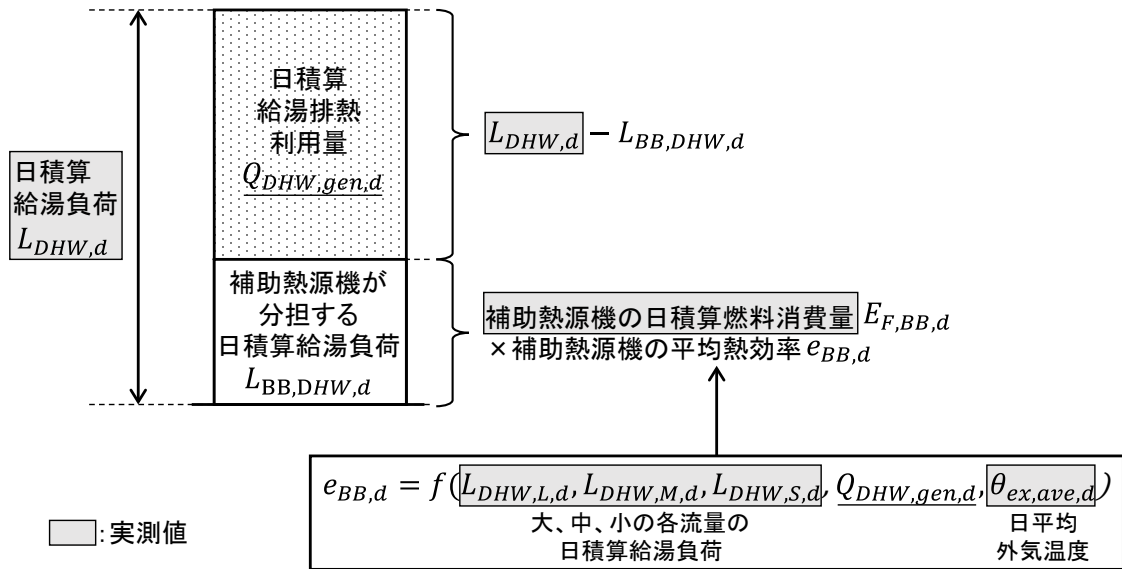 日積算
給湯負荷
L_{DHW,d}
日積算
給湯排熱
利用量
Q_{DHW,gen,d}
L_{DHW,d} − L_{BB,DHW,d}
補助熱源機が
分担する
日積算給湯負荷
L_{BB,DHW,d}
補助熱源機の日積算燃料消費量 E_{F,BB,d}
×補助熱源機の平均熱効率 e_{BB,d}
e_{BB,d} = f(L_{DHW,L,d}, L_{DHW,M,d}, L_{DHW,S,d}, Q_{DHW,gen,d}, θ_{ex,ave,d})
大、中、小の各流量の
日積算給湯負荷
日平均
外気温度
:実測値